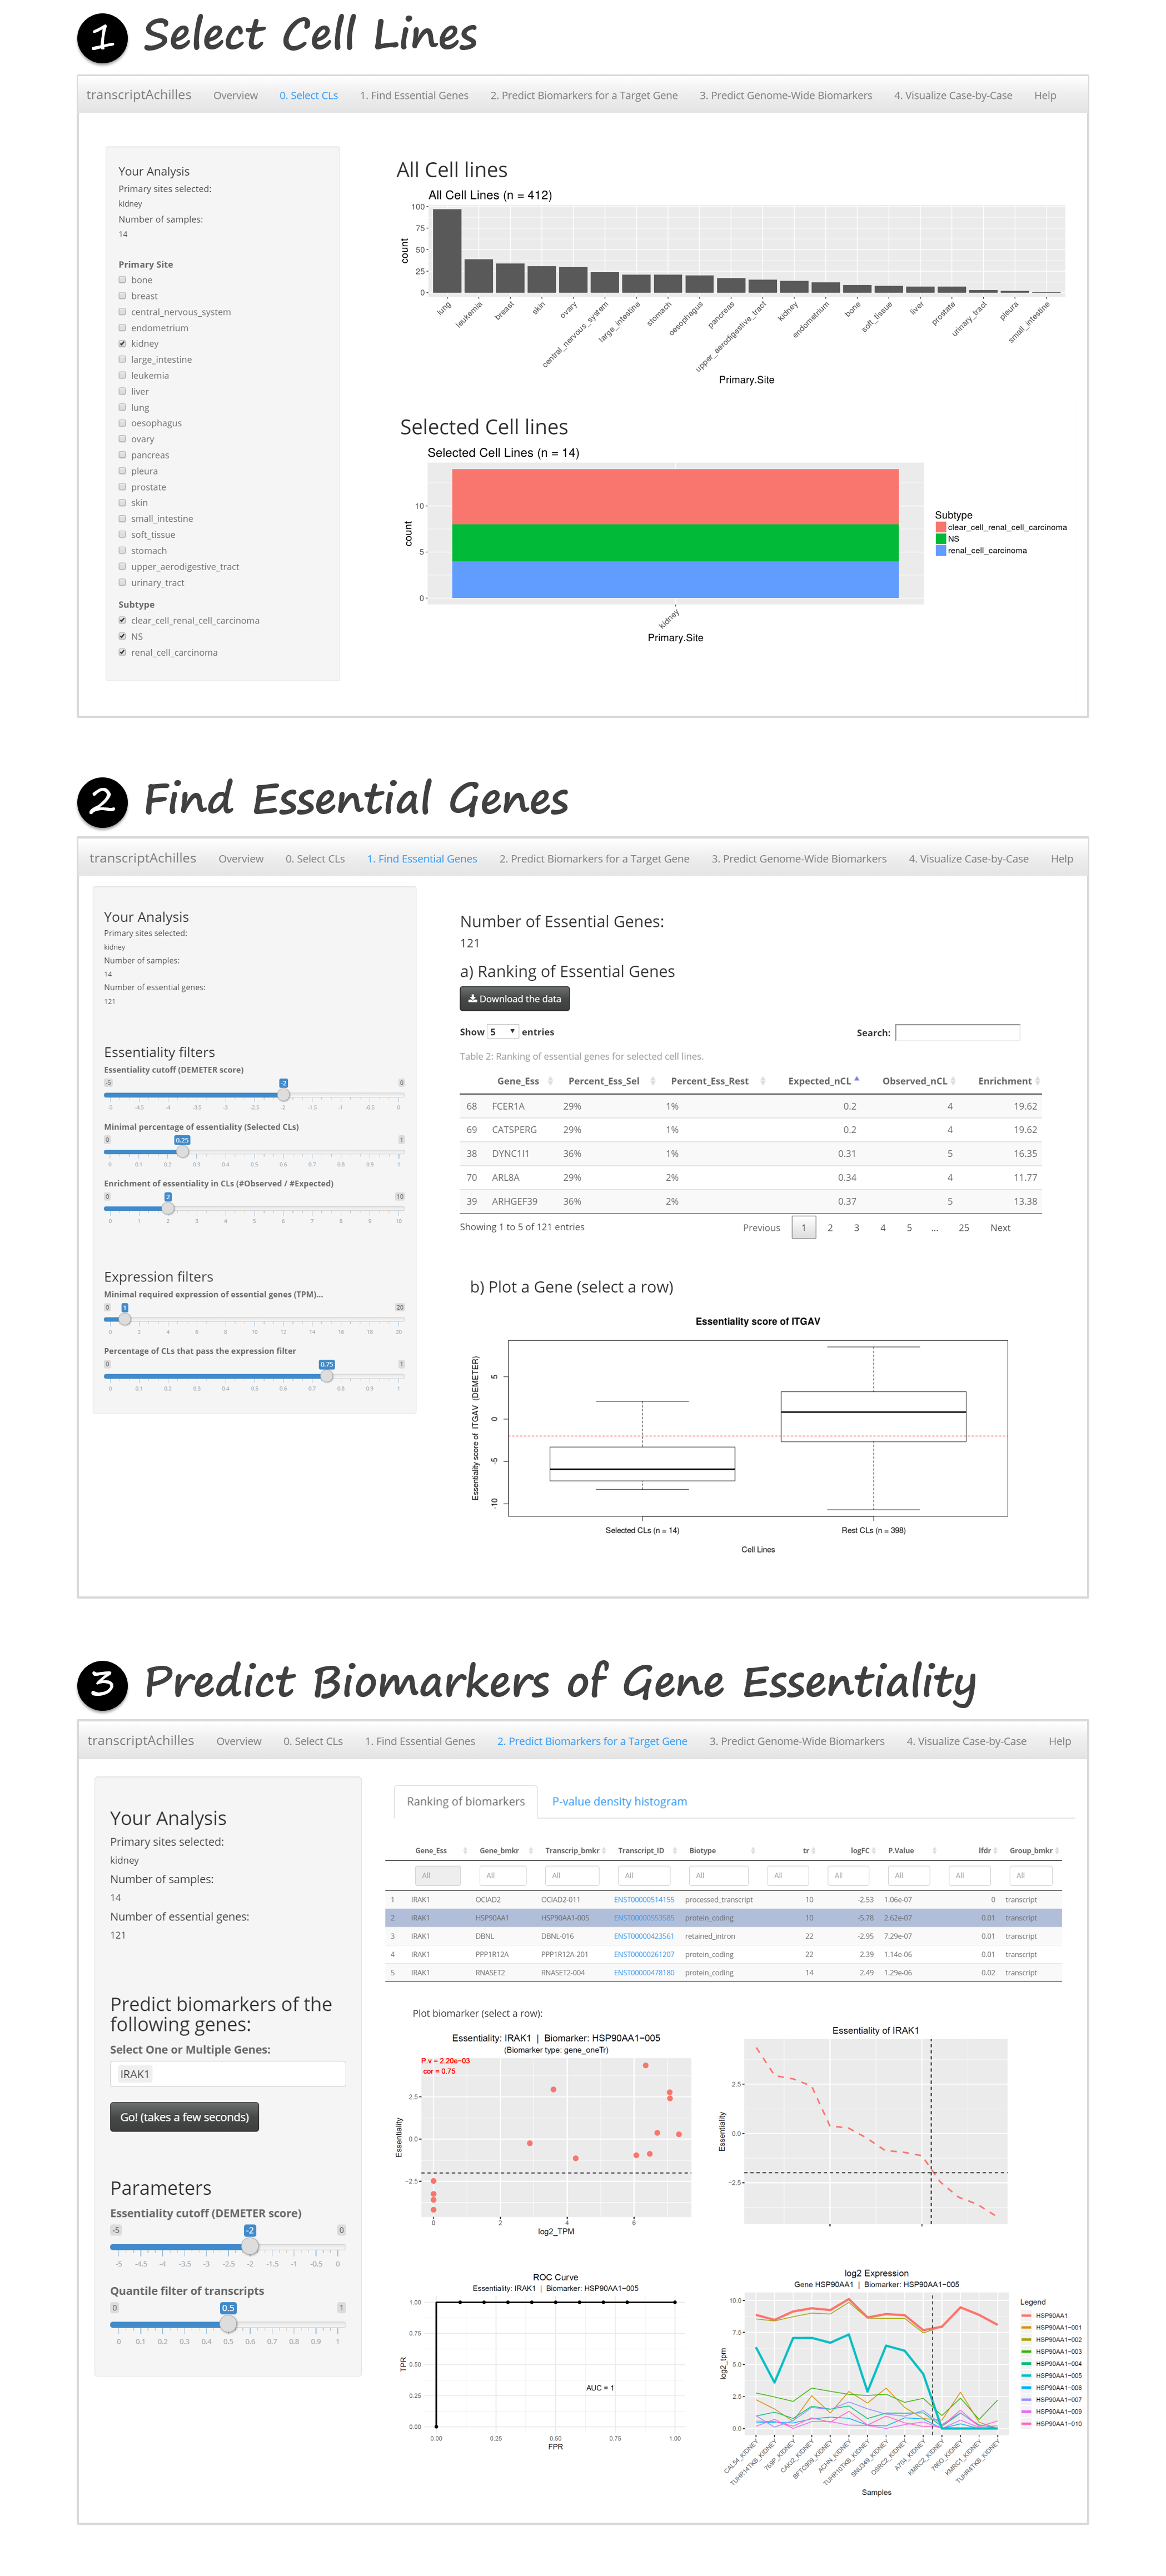 1 Select Cell Lines
transcriptAchilles Overview 0. Select CLs 1. Find Essential Genes 2. Predict Biomarkers for a Target Gene 3. Predict Genome-Wide Biomarkers 4. Visualize Case-by-Case Help
Your Analysis
Primary sites selected:
kidney
Number of samples:
14
Primary Site
bone
breast
central_nervous_system
endometrium
kidney
large_intestine
leukemia
liver
lung
oesophagus
ovary
pancreas
pleura
prostate
skin
small_intestine
soft_tissue
stomach
upper_aerodigestive_tract
urinary_tract
Subtype
clear_cell_renal_cell_carcinoma
NS
renal_cell_carcinoma
All Cell lines
All Cell Lines (n = 412)
count
100
75
50
25
0
lung leukemia breast skin ovary central_nervous_system large_intestine stomach oesophagus pancreas upper_aerodigestive_tract kidney endometrium bone soft_tissue liver prostate urinary_tract pleura small_intestine
Primary.Site
Selected Cell lines
Selected Cell Lines (n = 14)
count
10
5
0
kidney
Primary.Site
Subtype
clear_cell_renal_cell_carcinoma
NS
renal_cell_carcinoma
2 Find Essential Genes
transcriptAchilles Overview 0. Select CLs 1. Find Essential Genes 2. Predict Biomarkers for a Target Gene 3. Predict Genome-Wide Biomarkers 4. Visualize Case-by-Case Help
Your Analysis
Primary sites selected:
kidney
Number of samples:
14
Number of essential genes:
121
Essentiality filters
Essentiality cutoff (DEMETER score)
-5 -2 0
-5 -4.5 -4 -3.5 -3 -2.5 -2 -1.5 -1 -0.5 0
Minimal percentage of essentiality (Selected CLs)
0 0.25 1
0 0.1 0.2 0.3 0.4 0.5 0.6 0.7 0.8 0.9 1
Enrichment of essentiality in CLs (#Observed / #Expected)
0 2 10
0 1 2 3 4 5 6 7 8 9 10
Expression filters
Minimal required expression of essential genes (TPM)...
0 1 20
0 2 4 6 8 10 12 14 16 18 20
Percentage of CLs that pass the expression filter
0 0.75 1
0 0.1 0.2 0.3 0.4 0.5 0.6 0.7 0.8 0.9 1
Number of Essential Genes:
121
a) Ranking of Essential Genes
Download the data
Show 5 entries Search:
Table 2: Ranking of essential genes for selected cell lines.
Gene_Ess Percent_Ess_Sel Percent_Ess_Rest Expected_nCL Observed_nCL Enrichment
68 FCER1A 29% 1% 0.2 4 19.62
69 CATSPERG 29% 1% 0.2 4 19.62
38 DYNC1I1 36% 1% 0.31 5 16.35
70 ARL8A 29% 2% 0.34 4 11.77
39 ARHGEF39 36% 2% 0.37 5 13.38
Showing 1 to 5 of 121 entries Previous 1 2 3 4 5 ... 25 Next
b) Plot a Gene (select a row)
Essentiality score of ITGAV
Essentiality score of ITGAV (DEMETER)
5
0
-5
-10
Selected CLs (n = 14) Rest CLs (n = 398)
Cell Lines
3 Predict Biomarkers of Gene Essentiality
transcriptAchilles Overview 0. Select CLs 1. Find Essential Genes 2. Predict Biomarkers for a Target Gene 3. Predict Genome-Wide Biomarkers 4. Visualize Case-by-Case Help
Your Analysis
Primary sites selected:
kidney
Number of samples:
14
Number of essential genes:
121
Predict biomarkers of the
following genes:
Select One or Multiple Genes:
IRAK1
Go! (takes a few seconds)
Parameters
Essentiality cutoff (DEMETER score)
-5 -2 0
-5 -4.5 -4 -3.5 -3 -2.5 -2 -1.5 -1 -0.5 0
Quantile filter of transcripts
0 0.5 1
0 0.1 0.2 0.3 0.4 0.5 0.6 0.7 0.8 0.9 1
Ranking of biomarkers P-value density histogram
Gene_Ess Gene_bmkr Transcrip_bmkr Transcript_ID Biotype tr logFC P.Value lfdr Group_bmkr
All All All All All All All All All All
1 IRAK1 OCIAD2 OCIAD2-011 ENST00000514155 processed_transcript 10 -2.53 1.06e-07 0 transcript
2 IRAK1 HSP90AA1 HSP90AA1-005 ENST00000553585 protein_coding 10 -5.78 2.62e-07 0.01 transcript
3 IRAK1 DBNL DBNL-016 ENST00000423561 retained_intron 22 -2.95 7.29e-07 0.01 transcript
4 IRAK1 PPP1R12A PPP1R12A-201 ENST00000261207 protein_coding 22 2.39 1.14e-06 0.01 transcript
5 IRAK1 RNASET2 RNASET2-004 ENST00000478180 protein_coding 14 2.49 1.29e-06 0.02 transcript
Plot biomarker (select a row):
Essentiality: IRAK1 | Biomarker: HSP90AA1-005
(Biomarker type: gene_oneTr)
P.v = 2.20e-03
cor = 0.75
Essentiality
2.5
0.0
-2.5
0 2 4 6
log2_TPM
Essentiality of IRAK1
Essentiality
2.5
0.0
-2.5
ROC Curve
Essentiality: IRAK1 | Biomarker: HSP90AA1-005
TPR
1.00
0.75
0.50
0.25
0.00
AUC = 1
0.00 0.25 0.50 0.75 1.00
FPR
log2 Expression
Gene HSP90AA1 | Biomarker: HSP90AA1-005
log2_tpm
10.0
7.5
5.0
2.5
0.0
CAL54_KIDNEY TUHR14TKB_KIDNEY 769P_KIDNEY CAKI2_KIDNEY BFTC909_KIDNEY ACHN_KIDNEY TUHR10TKB_KIDNEY SNU349_KIDNEY OSRC2_KIDNEY A704_KIDNEY KMRC2_KIDNEY 786O_KIDNEY KMRC1_KIDNEY TUHR4TKB_KIDNEY
Samples
Legend
HSP90AA1
HSP90AA1-001
HSP90AA1-002
HSP90AA1-003
HSP90AA1-004
HSP90AA1-005
HSP90AA1-006
HSP90AA1-007
HSP90AA1-009
HSP90AA1-010